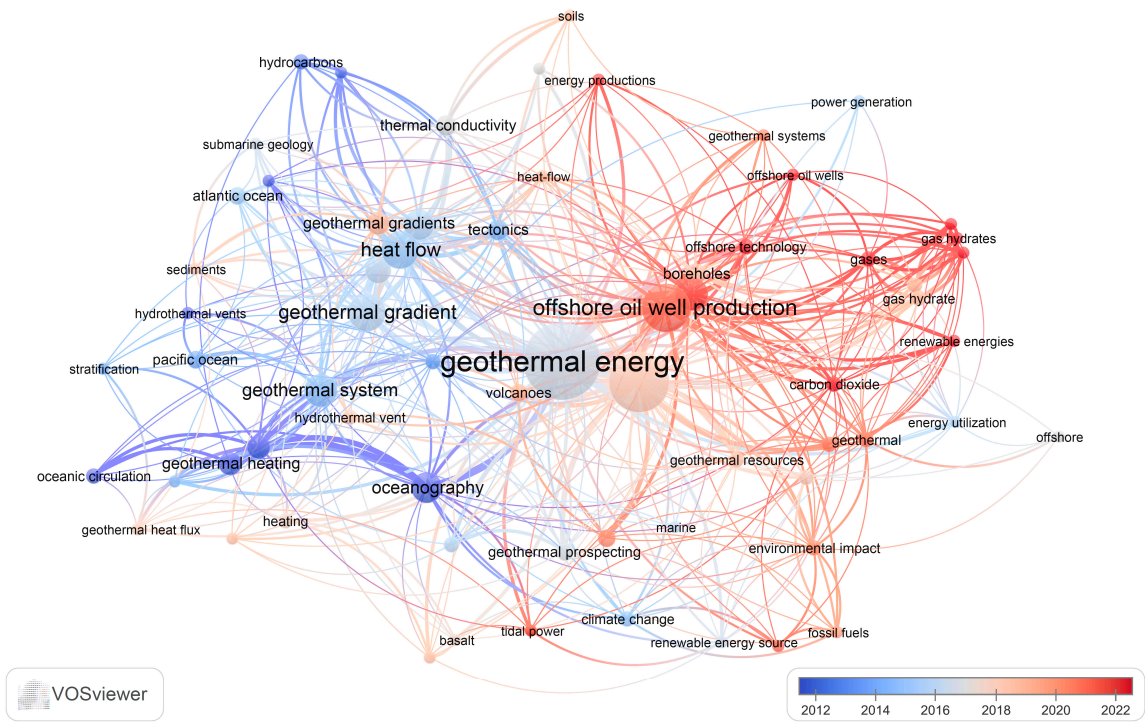 soils
hydrocarbons
energy productions
power generation
thermal conductivity
geothermal systems
submarine geology
heat-flow
offshore oil wells
atlantic ocean
geothermal gradients
tectonics
gas hydrates
heat flow
offshore technology
gases
sediments
boreholes
gas hydrate
offshore oil well production
hydrothermal vents
geothermal gradient
renewable energies
pacific ocean
geothermal energy
stratification
carbon dioxide
geothermal system
volcanoes
hydrothermal vent
energy utilization
geothermal
offshore
geothermal heating
geothermal resources
oceanic circulation
oceanography
geothermal heat flux
heating
marine
geothermal prospecting
environmental impact
climate change
tidal power
fossil fuels
basalt
renewable energy source
VOSviewer
2012 2014 2016 2018 2020 2022